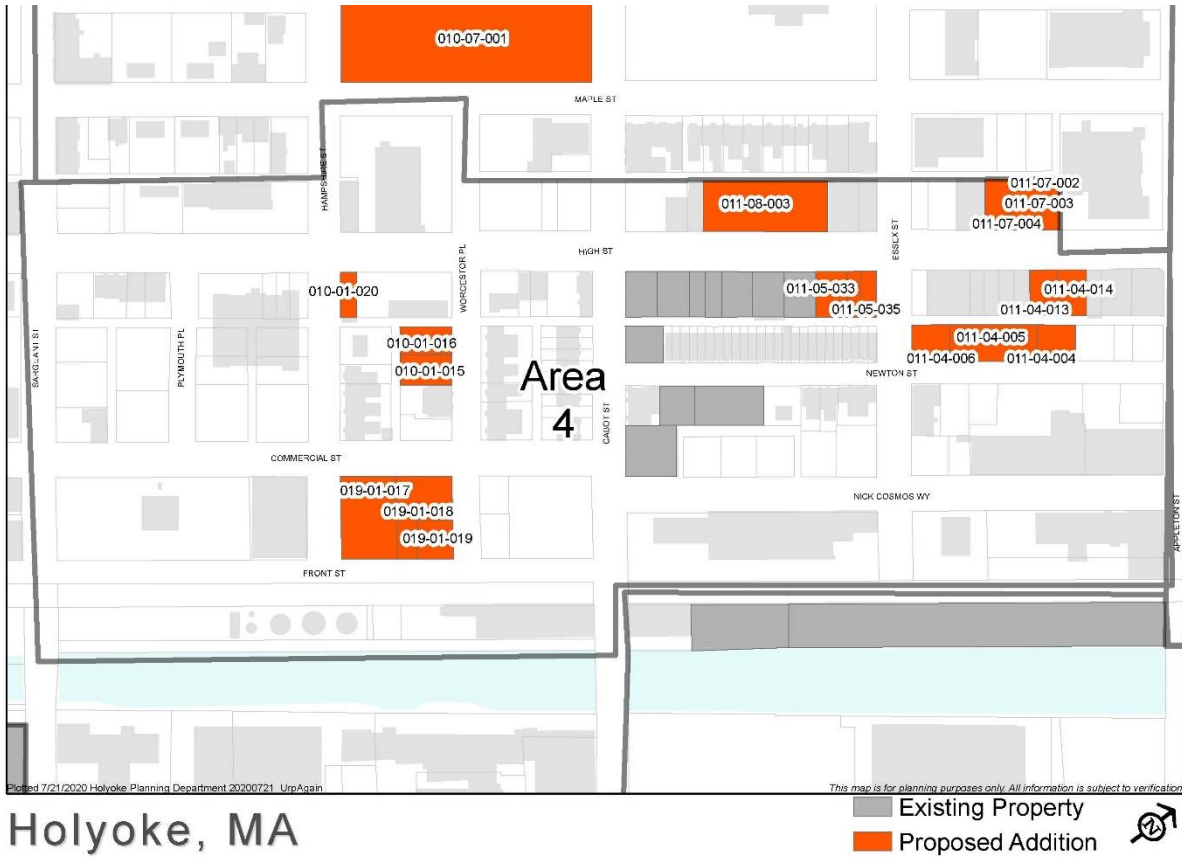 010-07-001
MAPLE ST
HAMPSHIRE ST
011-07-002
011-07-003
011-07-004
011-08-003
ESSEX ST
HIGH ST
WORCESTOR PL
010-01-020
011-05-033
011-05-035
011-04-014
011-04-013
SARGEANT ST
PLYMOUTH PL
010-01-016
010-01-015
011-04-005
011-04-006
011-04-004
NEWTON ST
Area
4
CABOT ST
COMMERCIAL ST
019-01-017
019-01-018
019-01-019
NICK COSMOS WY
APPLETON ST
FRONT ST
Plotted 7/21/2020 Holyoke Planning Department 20200721_UrpAgain
This map is for planning purposes only. All information is subject to verification
Holyoke, MA
Existing Property
Proposed Addition
N